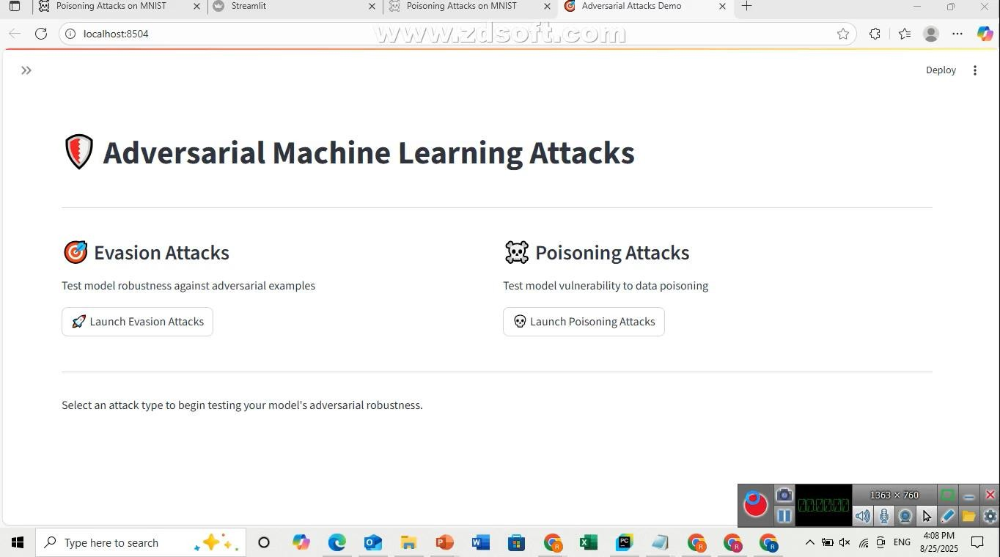 Poisoning Attacks on MNIST
Streamlit
Poisoning Attacks on MNIST
Adversarial Attacks Demo
localhost:8504
www.zdsoft.com
Deploy
Adversarial Machine Learning Attacks
Evasion Attacks
Test model robustness against adversarial examples
Launch Evasion Attacks
Poisoning Attacks
Test model vulnerability to data poisoning
Launch Poisoning Attacks
Select an attack type to begin testing your model's adversarial robustness.
1363 × 760
00:00:00
Type here to search
ENG
4:08 PM
8/25/2025